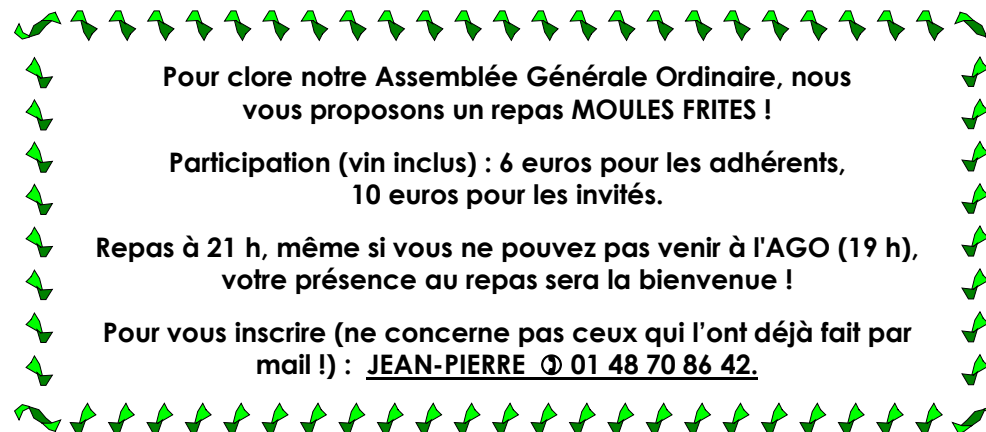 Pour clore notre Assemblée Générale Ordinaire, nous
vous proposons un repas MOULES FRITES !
Participation (vin inclus) : 6 euros pour les adhérents,
10 euros pour les invités.
Repas à 21 h, même si vous ne pouvez pas venir à l'AGO (19 h),
votre présence au repas sera la bienvenue !
Pour vous inscrire (ne concerne pas ceux qui l’ont déjà fait par
mail !) : JEAN-PIERRE ✆ 01 48 70 86 42.